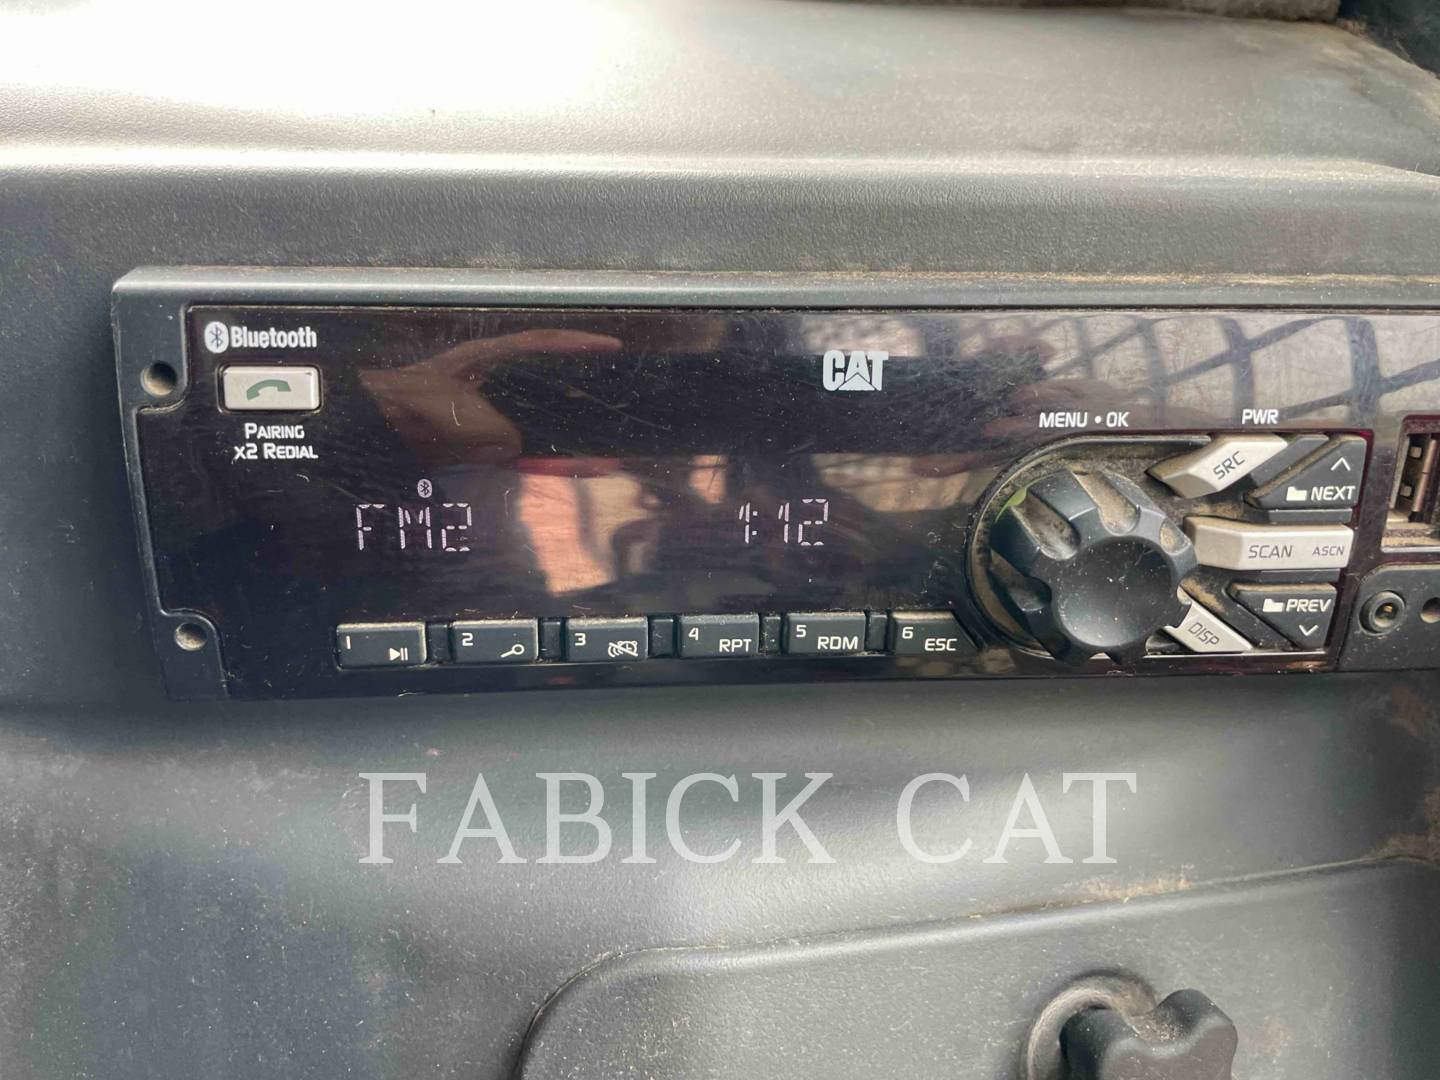 Bluetooth
CAT
PAIRING
X2 REDIAL
MENU • OK
PWR
SRC
NEXT
SCAN ASCN
PREV
DISP
FM2 1:12
1 2 3 4 RPT 5 RDM 6 ESC
FABICK CAT